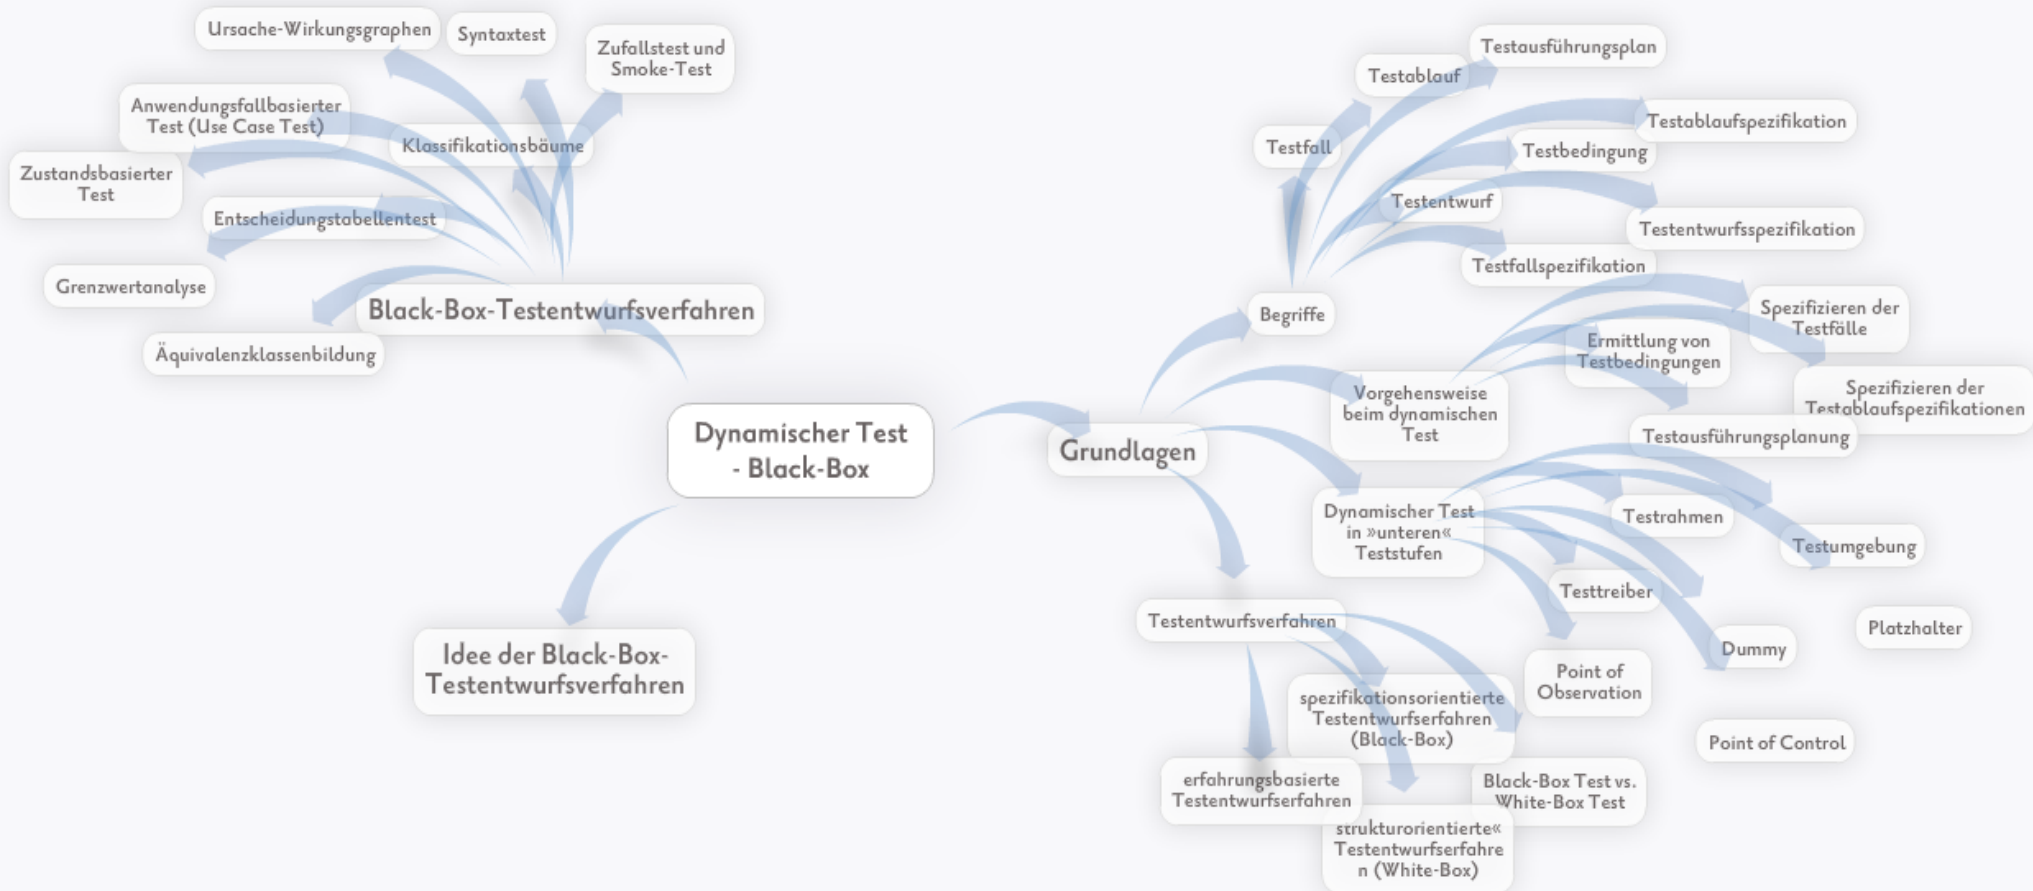 Ursache-Wirkungsgraphen
Syntaxtest
Zufallstest und
Smoke-Test
Anwendungsfallbasierter
Test (Use Case Test)
Klassifikationsbäume
Zustandsbasierter
Test
Entscheidungstabellentest
Grenzwertanalyse
Black-Box-Testentwurfsverfahren
Äquivalenzklassenbildung
Dynamischer Test
- Black-Box
Idee der Black-Box-
Testentwurfsverfahren
Grundlagen
Begriffe
Testfall
Testablauf
Testausführungsplan
Testablaufspezifikation
Testbedingung
Testentwurf
Testentwurfsspezifikation
Testfallspezifikation
Vorgehensweise
beim dynamischen
Test
Ermittlung von
Testbedingungen
Spezifizieren der
Testfälle
Spezifizieren der
Testablaufspezifikationen
Testausführungsplanung
Dynamischer Test
in »unteren«
Teststufen
Testrahmen
Testumgebung
Testtreiber
Platzhalter
Dummy
Point of
Observation
Point of Control
Testentwurfsverfahren
spezifikationsorientierte
Testentwurfserfahren
(Black-Box)
erfahrungsbasierte
Testentwurfserfahren
Black-Box Test vs.
White-Box Test
strukturorientierte«
Testentwurfserfahre
n (White-Box)